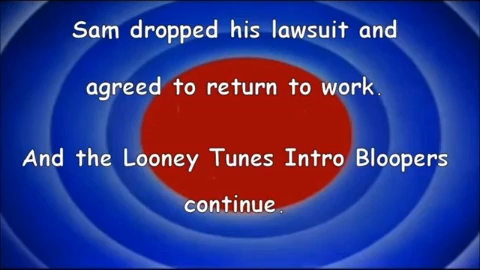 Sam dropped his lawsuit and
agreed to return to work.
And the Looney Tunes Intro Bloopers
continue.